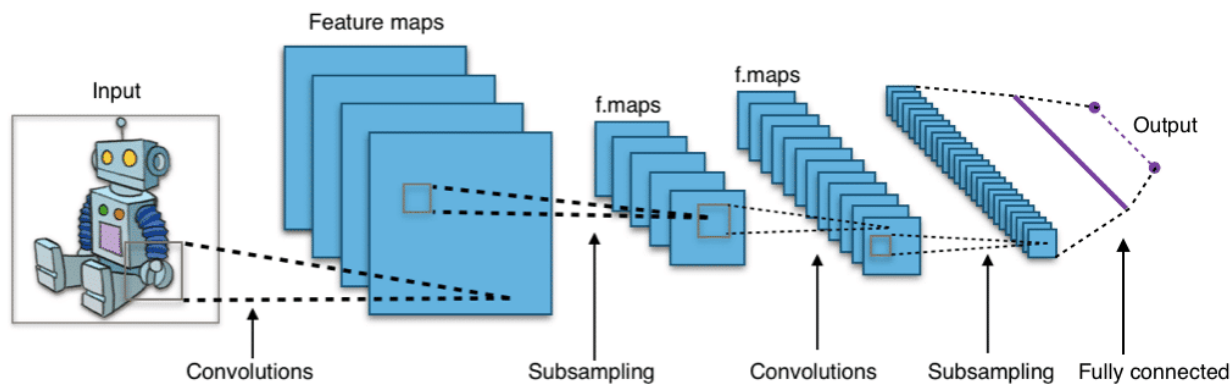 Feature maps
Input
f.maps
f.maps
Output
Convolutions
Subsampling
Convolutions
Subsampling
Fully connected